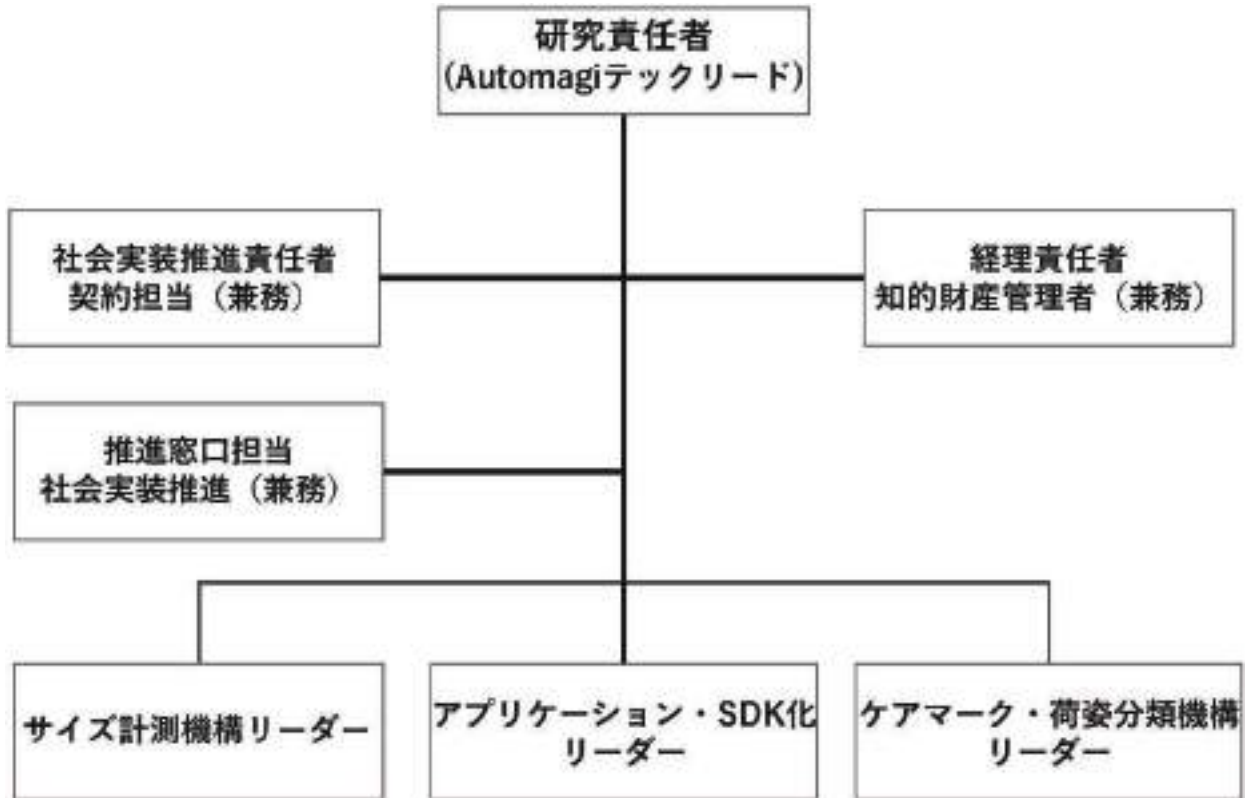 研究責任者
(Automagiテックリード)
社会実装推進責任者
契約担当（兼務）
経理責任者
知的財産管理者（兼務）
推進窓口担当
社会実装推進（兼務）
サイズ計測機構リーダー
アプリケーション・SDK化
リーダー
ケアマーク・荷姿分類機構
リーダー